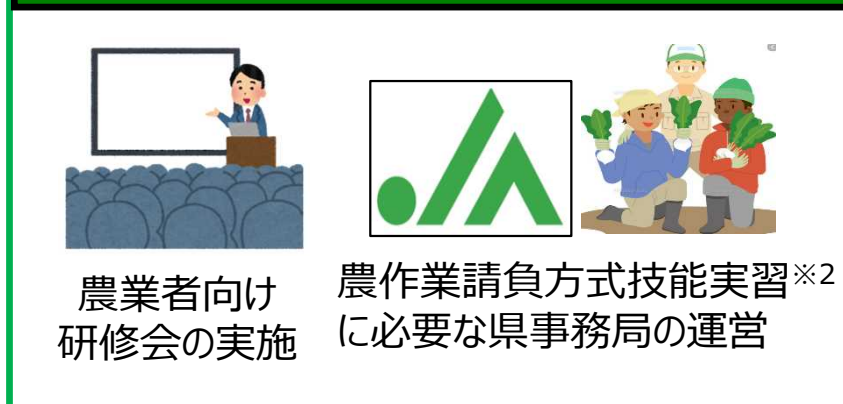 農業者向け
研修会の実施
農作業請負方式技能実習※2
に必要な県事務局の運営